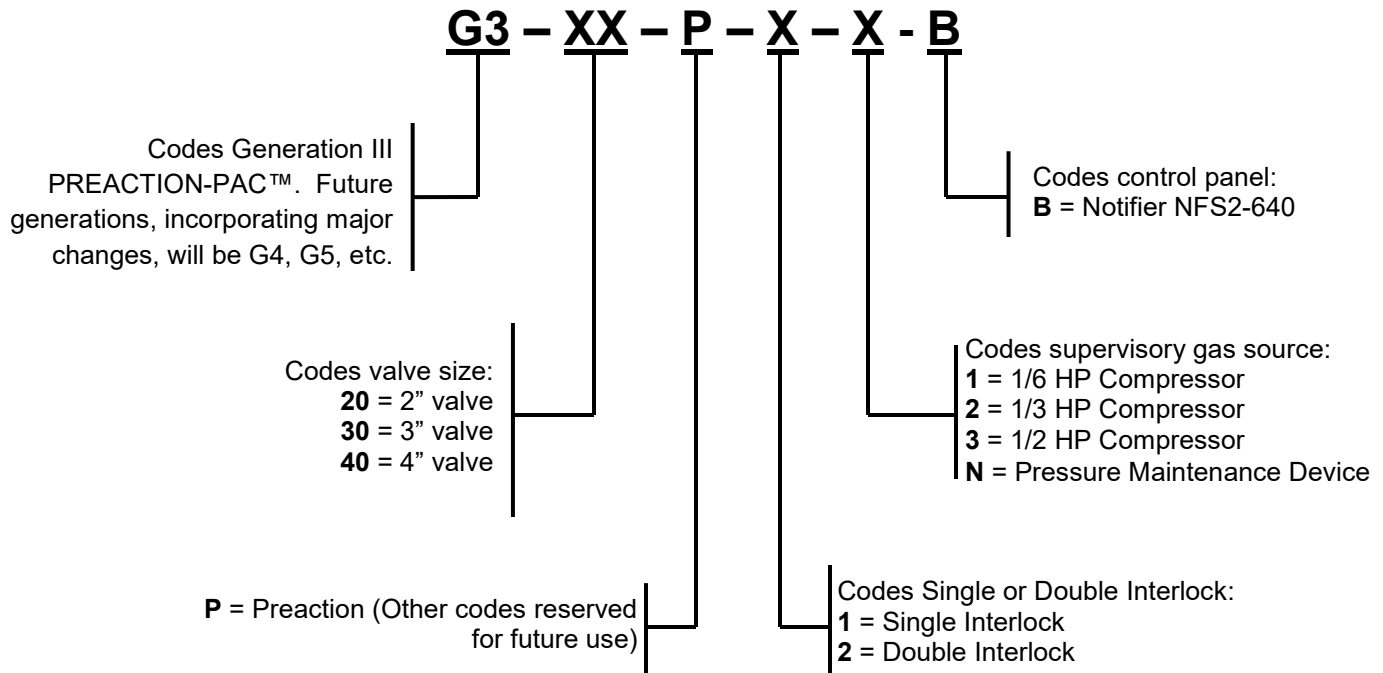 G3 – XX – P – X – X - B
Codes Generation III
PREACTION-PAC™.  Future
generations, incorporating major
changes, will be G4, G5, etc.
Codes control panel:
B = Notifier NFS2-640
Codes valve size:
20 = 2” valve
30 = 3” valve
40 = 4” valve
Codes supervisory gas source:
1 = 1/6 HP Compressor
2 = 1/3 HP Compressor
3 = 1/2 HP Compressor
N = Pressure Maintenance Device
P = Preaction (Other codes reserved
for future use)
Codes Single or Double Interlock:
1 = Single Interlock
2 = Double Interlock